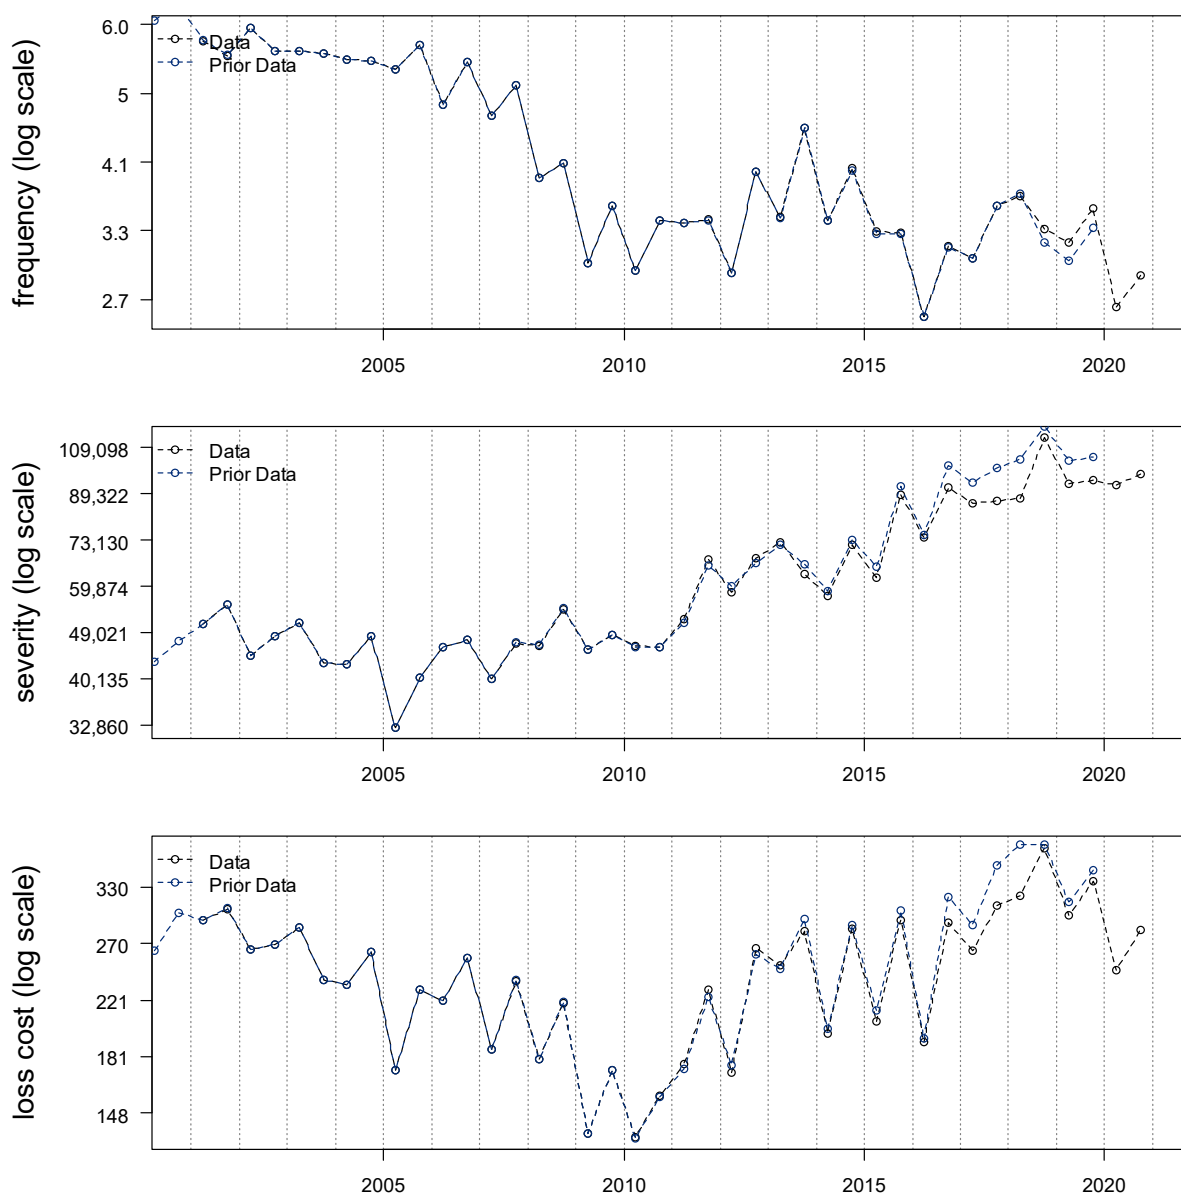 frequency (log scale)
6.0
5
4.1
3.3
2.7
Data
Prior Data
2005 2010 2015 2020
severity (log scale)
109,098
89,322
73,130
59,874
49,021
40,135
32,860
Data
Prior Data
2005 2010 2015 2020
loss cost (log scale)
330
270
221
181
148
Data
Prior Data
2005 2010 2015 2020